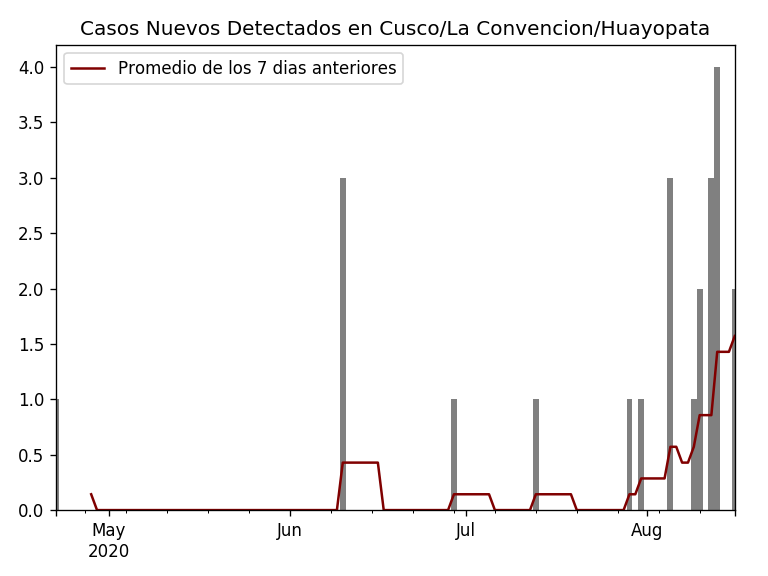 Casos Nuevos Detectados en Cusco/La Convencion/Huayopata
Promedio de los 7 dias anteriores
4.0
3.5
3.0
2.5
2.0
1.5
1.0
0.5
0.0
May
2020
Jun
Jul
Aug